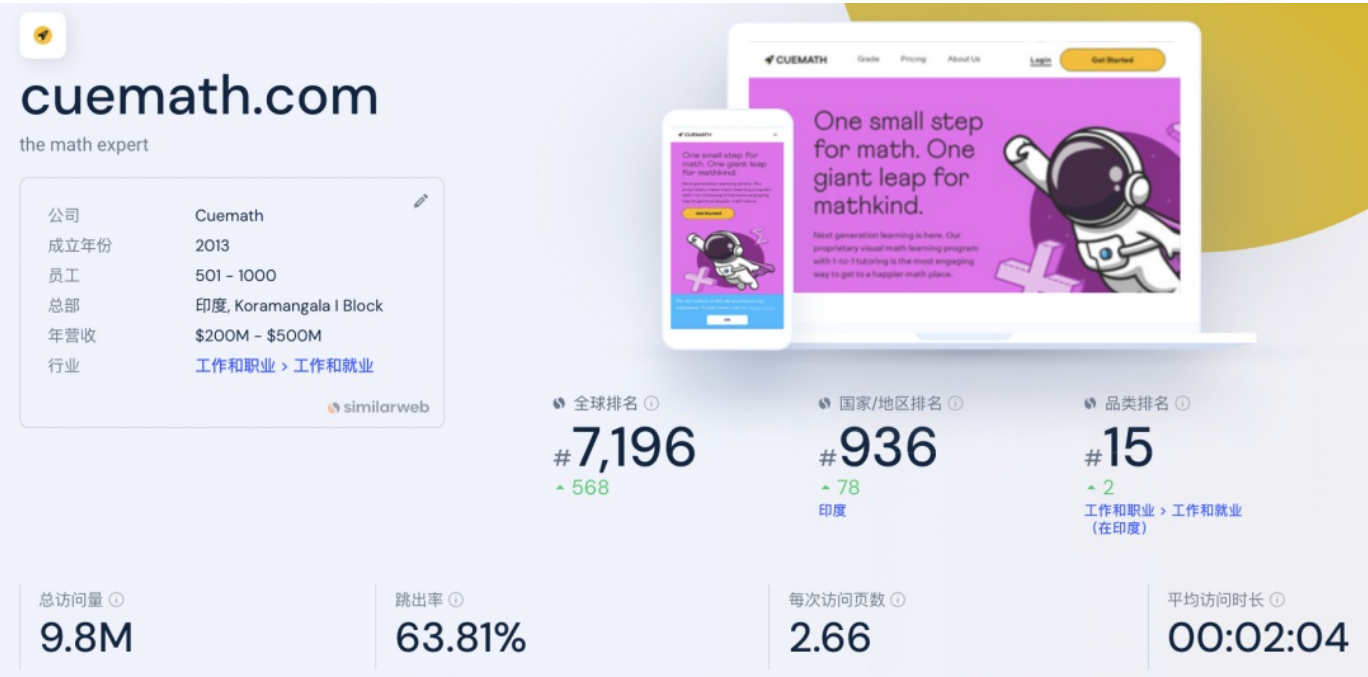 cuemath.com
the math expert
公司 Cuemath
成立年份 2013
员工 501 - 1000
总部 印度, Koramangala I Block
年营收 $200M - $500M
行业 工作和职业 > 工作和就业
similarweb
CUEMATH Grade Pricing About Us Login Get Started
One small step
for math. One
giant leap for
mathkind.
Next generation learning is here. Our
proprietary visual math learning program
with 1-to-1 tutoring is the most engaging
way to get to a happier math place.
CUEMATH
One small step for
math. One giant leap
for mathkind.
Get Started
全球排名
#7,196
568
国家/地区排名
#936
78
印度
品类排名
#15
2
工作和职业 > 工作和就业
(在印度)
总访问量
9.8M
跳出率
63.81%
每次访问页数
2.66
平均访问时长
00:02:04